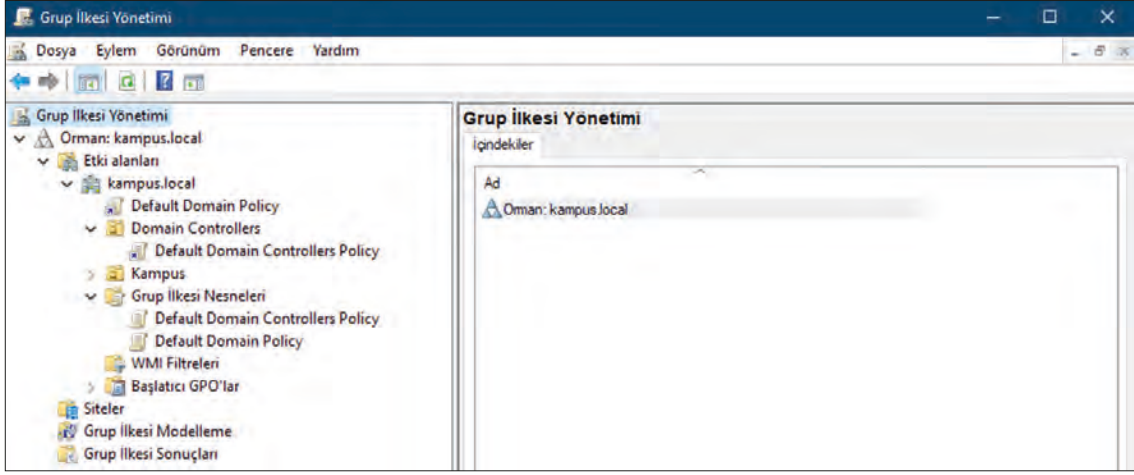 Grup İlkesi Yönetimi
Dosya Eylem Görünüm Pencere Yardım
Grup İlkesi Yönetimi
Orman: kampus.local
Etki alanları
kampus.local
Default Domain Policy
Domain Controllers
Default Domain Controllers Policy
Kampus
Grup İlkesi Nesneleri
Default Domain Controllers Policy
Default Domain Policy
WMI Filtreleri
Başlatıcı GPO'lar
Siteler
Grup İlkesi Modelleme
Grup İlkesi Sonuçları
Grup İlkesi Yönetimi
İçindekiler
Ad
Orman: kampus.local